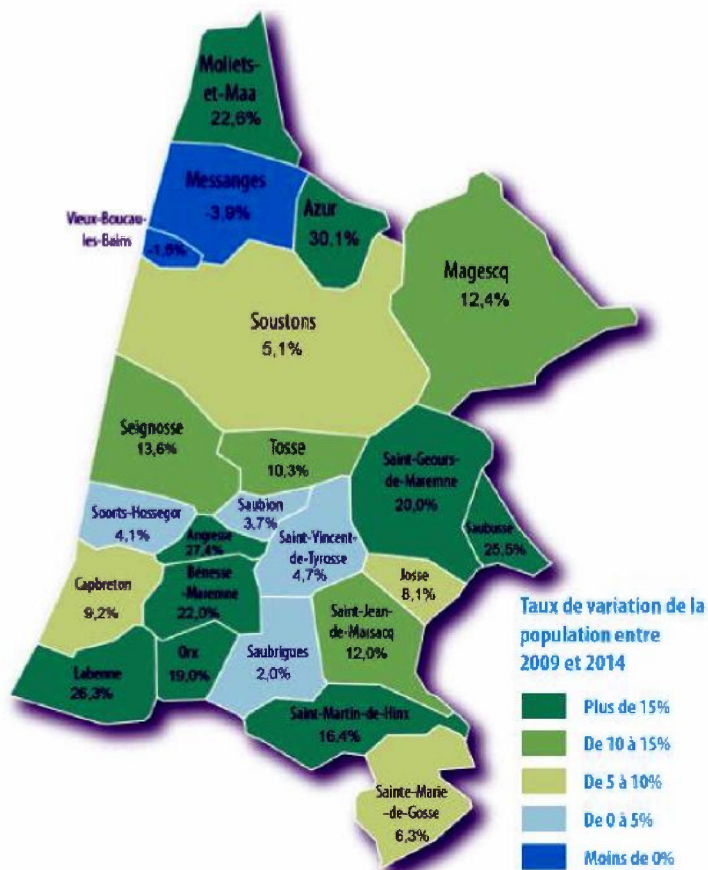 Moliets-
et-Maa
22,6%
Messanges
-3,9%
Vieux-Boucau-
les-Bains
-1,6%
Azur
30,1%
Magescq
12,4%
Soustons
5,1%
Seignosse
13,6%
Tosse
10,3%
Saint-Geours-
de-Maremne
20,0%
Saubusse
25,5%
Soorts-Hossegor
4,1%
Saubion
3,7%
Angresse
27,4%
Saint-Vincent-
de-Tyrosse
4,7%
Josse
8,1%
Capbreton
9,2%
Bénesse
-Maremne
22,0%
Saint-Jean-
de-Marsacq
12,0%
Labenne
26,3%
Orx
19,0%
Saubrigues
2,0%
Saint-Martin-de-Hinx
16,4%
Sainte-Marie
-de-Gosse
6,3%
Taux de variation de la
population entre
2009 et 2014
Plus de 15%
De 10 à 15%
De 5 à 10%
De 0 à 5%
Moins de 0%